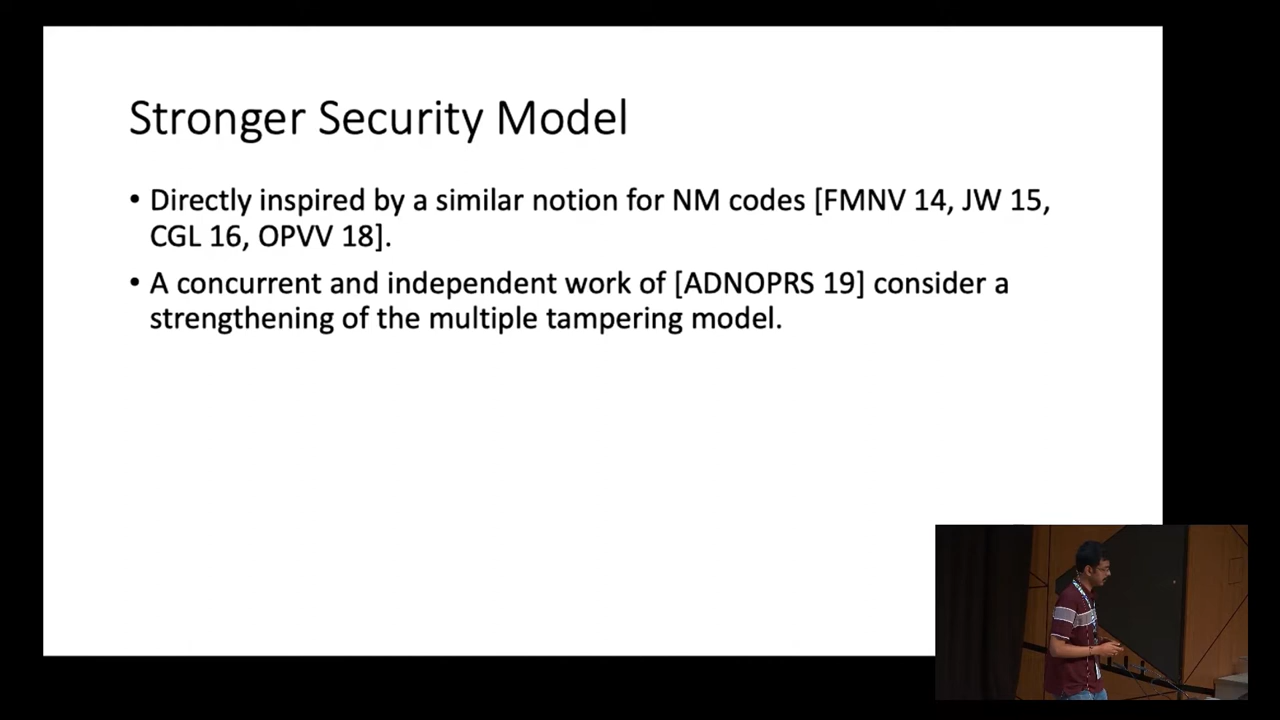 Stronger Security Model
• Directly inspired by a similar notion for NM codes [FMNV 14, JW 15,
CGL 16, OPVV 18].
• A concurrent and independent work of [ADNOPRS 19] consider a
strengthening of the multiple tampering model.